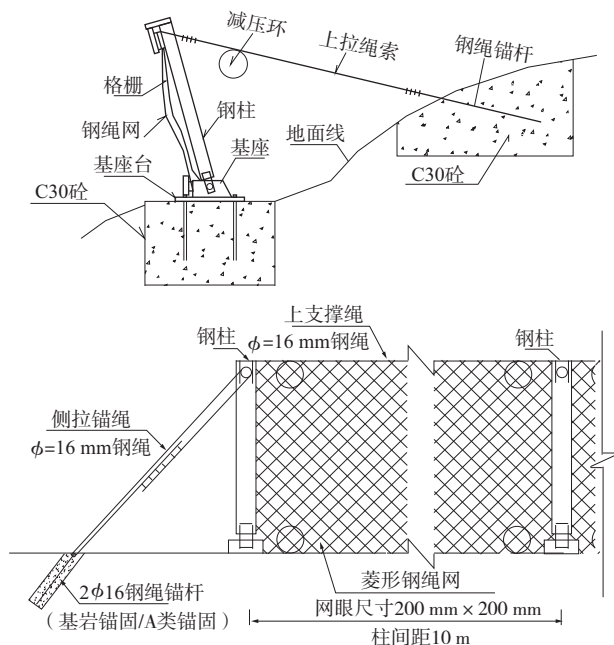 减压环
上拉绳索
钢绳锚杆
格栅
钢柱
钢绳网
地面线
基座
基座台
C30砼
C30砼
上支撑绳
钢柱
φ=16 mm钢绳
钢柱
侧拉锚绳
φ=16 mm钢绳
2φ16钢绳锚杆
（基岩锚固/A类锚固）
菱形钢绳网
网眼尺寸200 mm×200 mm
柱间距10 m